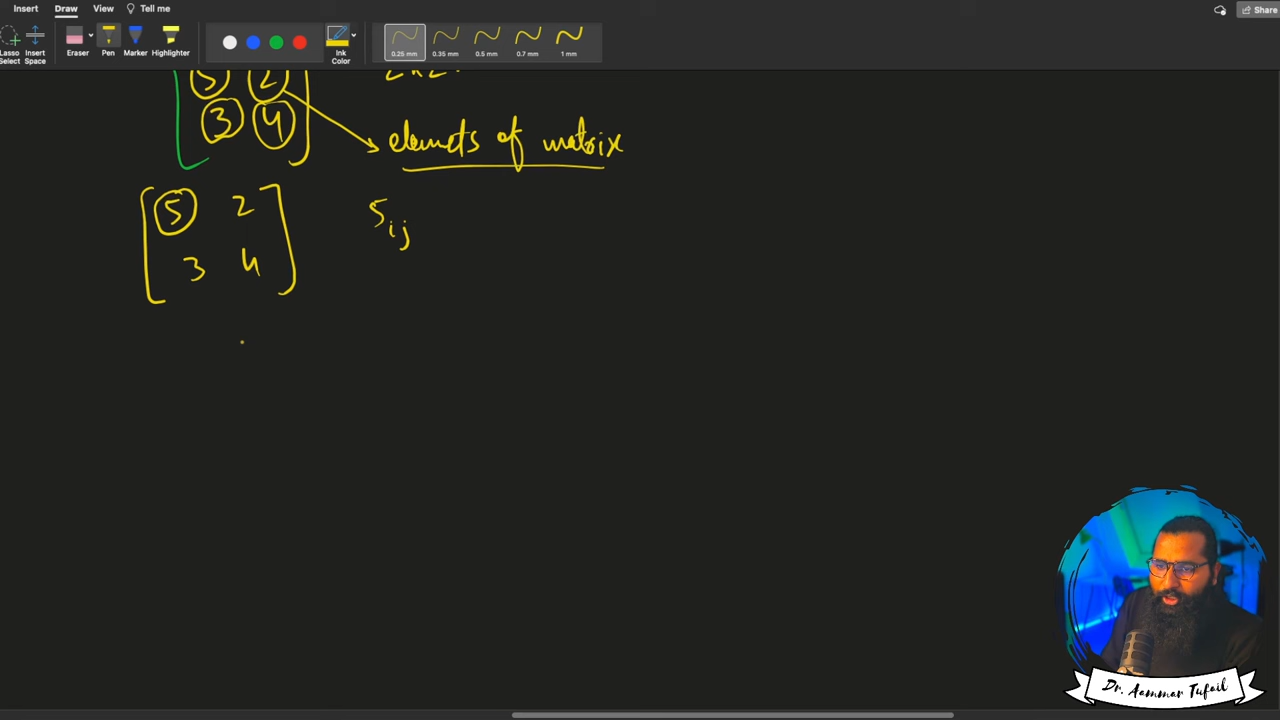 Insert Draw View Tell me
Share
Lasso Select Insert Space Eraser Pen Marker Highlighter Ink Color 0.25 mm 0.35 mm 0.5 mm 0.7 mm 1 mm
5 2
3 4
elemets of matrix
5 2 5ij
3 4
Dr. Aammar Tufail